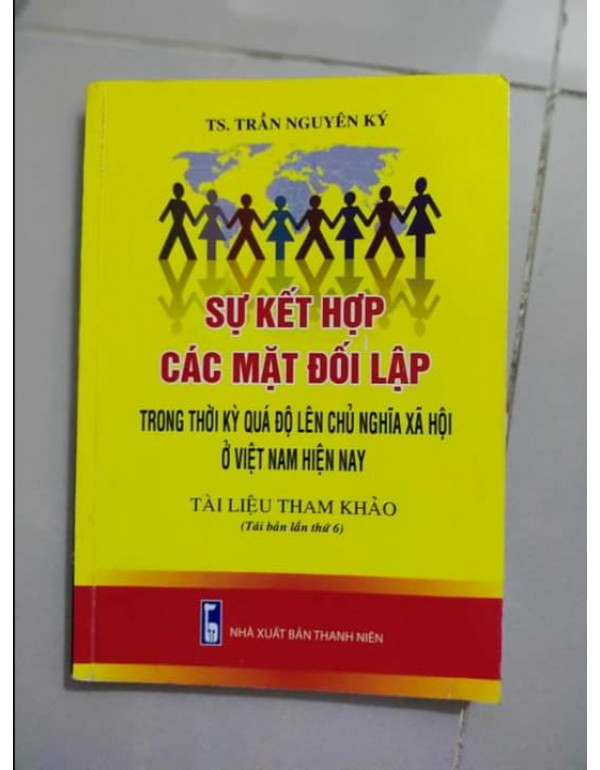 TS. TRẦN NGUYÊN KÝ
SỰ KẾT HỢP
CÁC MẶT ĐỐI LẬP
TRONG THỜI KỲ QUÁ ĐỘ LÊN CHỦ NGHĨA XÃ HỘI
Ở VIỆT NAM HIỆN NAY
TÀI LIỆU THAM KHẢO
(Tái bản lần thứ 6)
NHÀ XUẤT BẢN THANH NIÊN